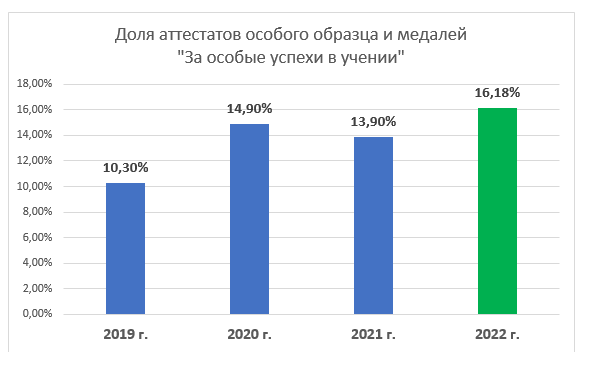 Доля аттестатов особого образца и медалей
"За особые успехи в учении"
18,00%
16,00%
14,00%
12,00%
10,00%
8,00%
6,00%
4,00%
2,00%
0,00%
10,30%
14,90%
13,90%
16,18%
2019 г.
2020 г.
2021 г.
2022 г.